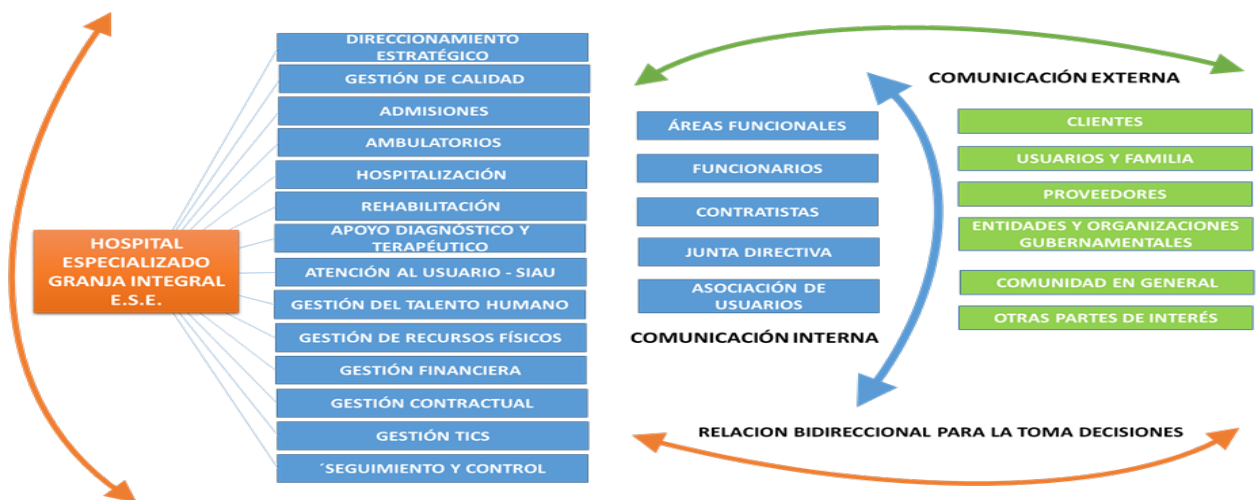 HOSPITAL
ESPECIALIZADO
GRANJA INTEGRAL
E.S.E.
DIRECCIONAMIENTO
ESTRATÉGICO
GESTIÓN DE CALIDAD
ADMISIONES
AMBULATORIOS
HOSPITALIZACIÓN
REHABILITACIÓN
APOYO DIAGNÓSTICO Y
TERAPÉUTICO
ATENCIÓN AL USUARIO - SIAU
GESTIÓN DEL TALENTO HUMANO
GESTIÓN DE RECURSOS FÍSICOS
GESTIÓN FINANCIERA
GESTIÓN CONTRACTUAL
GESTIÓN TICS
´SEGUIMIENTO Y CONTROL
ÁREAS FUNCIONALES
FUNCIONARIOS
CONTRATISTAS
JUNTA DIRECTIVA
ASOCIACIÓN DE
USUARIOS
COMUNICACIÓN INTERNA
COMUNICACIÓN EXTERNA
CLIENTES
USUARIOS Y FAMILIA
PROVEEDORES
ENTIDADES Y ORGANIZACIONES
GUBERNAMENTALES
COMUNIDAD EN GENERAL
OTRAS PARTES DE INTERÉS
RELACION BIDIRECCIONAL PARA LA TOMA DECISIONES